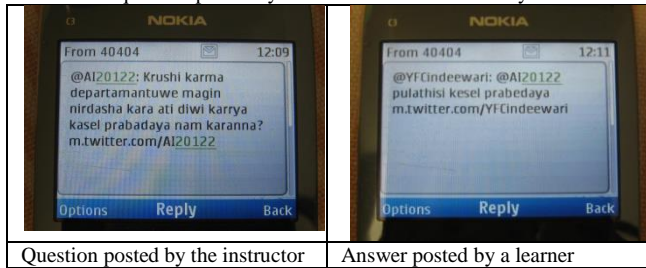 NOKIA
From 40404 12:09
@AI20122: Krushi karma
departamantuwe magin
nirdasha kara ati diwi karrya
kasel prabadaya nam karanna?
m.twitter.com/AI20122
Options Reply Back
Question posted by the instructor
NOKIA
From 40404 12:11
@YFCindeewari: @AI20122
pulathisi kesel prabedaya
m.twitter.com/YFCindeewari
Options Reply Back
Answer posted by a learner